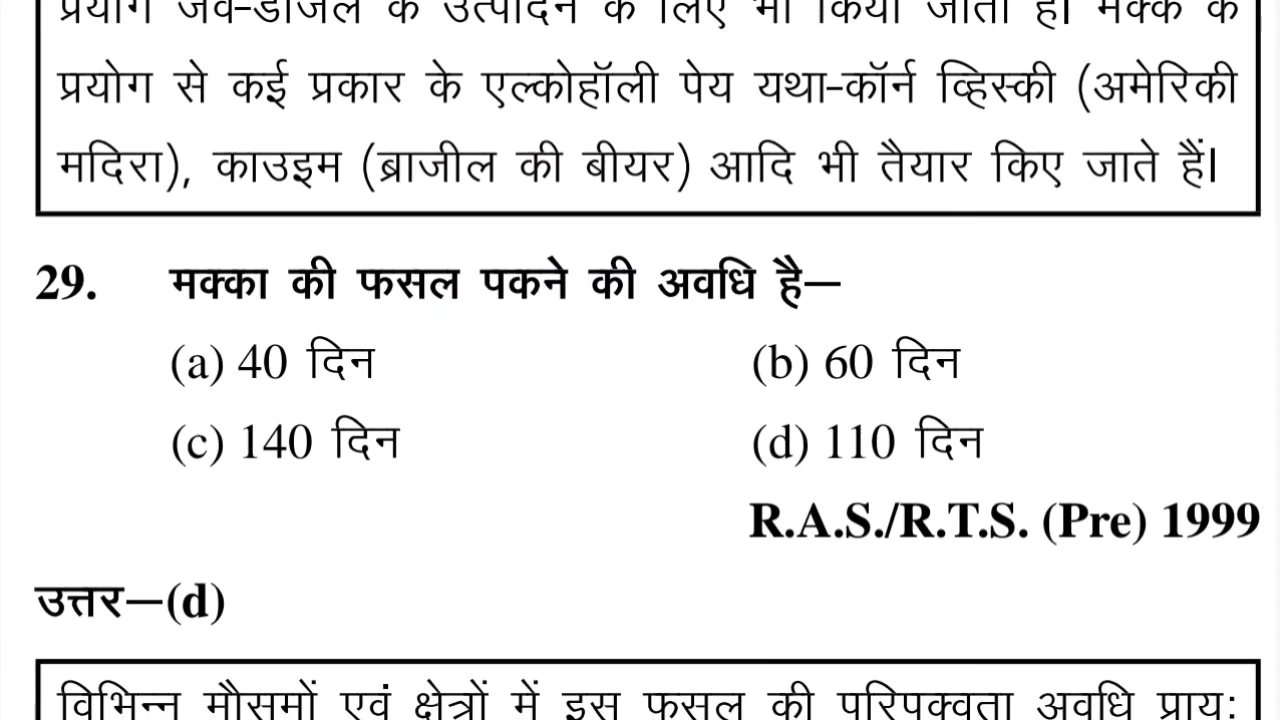 प्रयोग जैव-डीजल के उत्पादन के लिए भी किया जाता है। मक्के के
प्रयोग से कई प्रकार के एल्कोहॉली पेय यथा-कॉर्न व्हिस्की (अमेरिकी
मदिरा), काउइम (ब्राजील की बीयर) आदि भी तैयार किए जाते हैं।
29. मक्का की फसल पकने की अवधि है—
(a) 40 दिन (b) 60 दिन
(c) 140 दिन (d) 110 दिन
R.A.S./R.T.S. (Pre) 1999
उत्तर—(d)
विभिन्न मौसमों एवं क्षेत्रों में इस फसल की परिपक्वता अवधि प्राय: